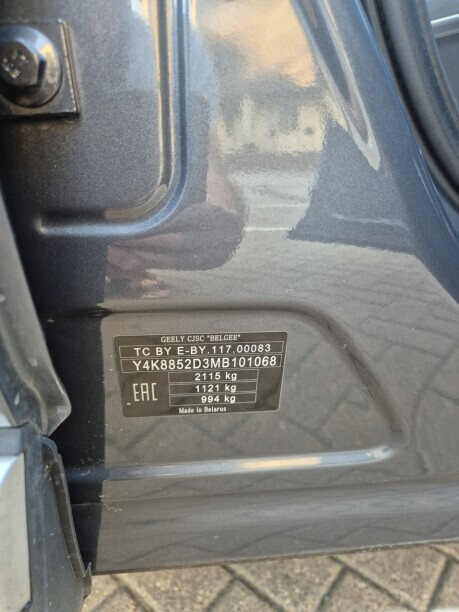 GEELY CJSC "BELGEE"
TC BY E-BY.117.00083
Y4K8852D3MB101068
2115 kg
1121 kg
994 kg
EAC
Made in Belarus